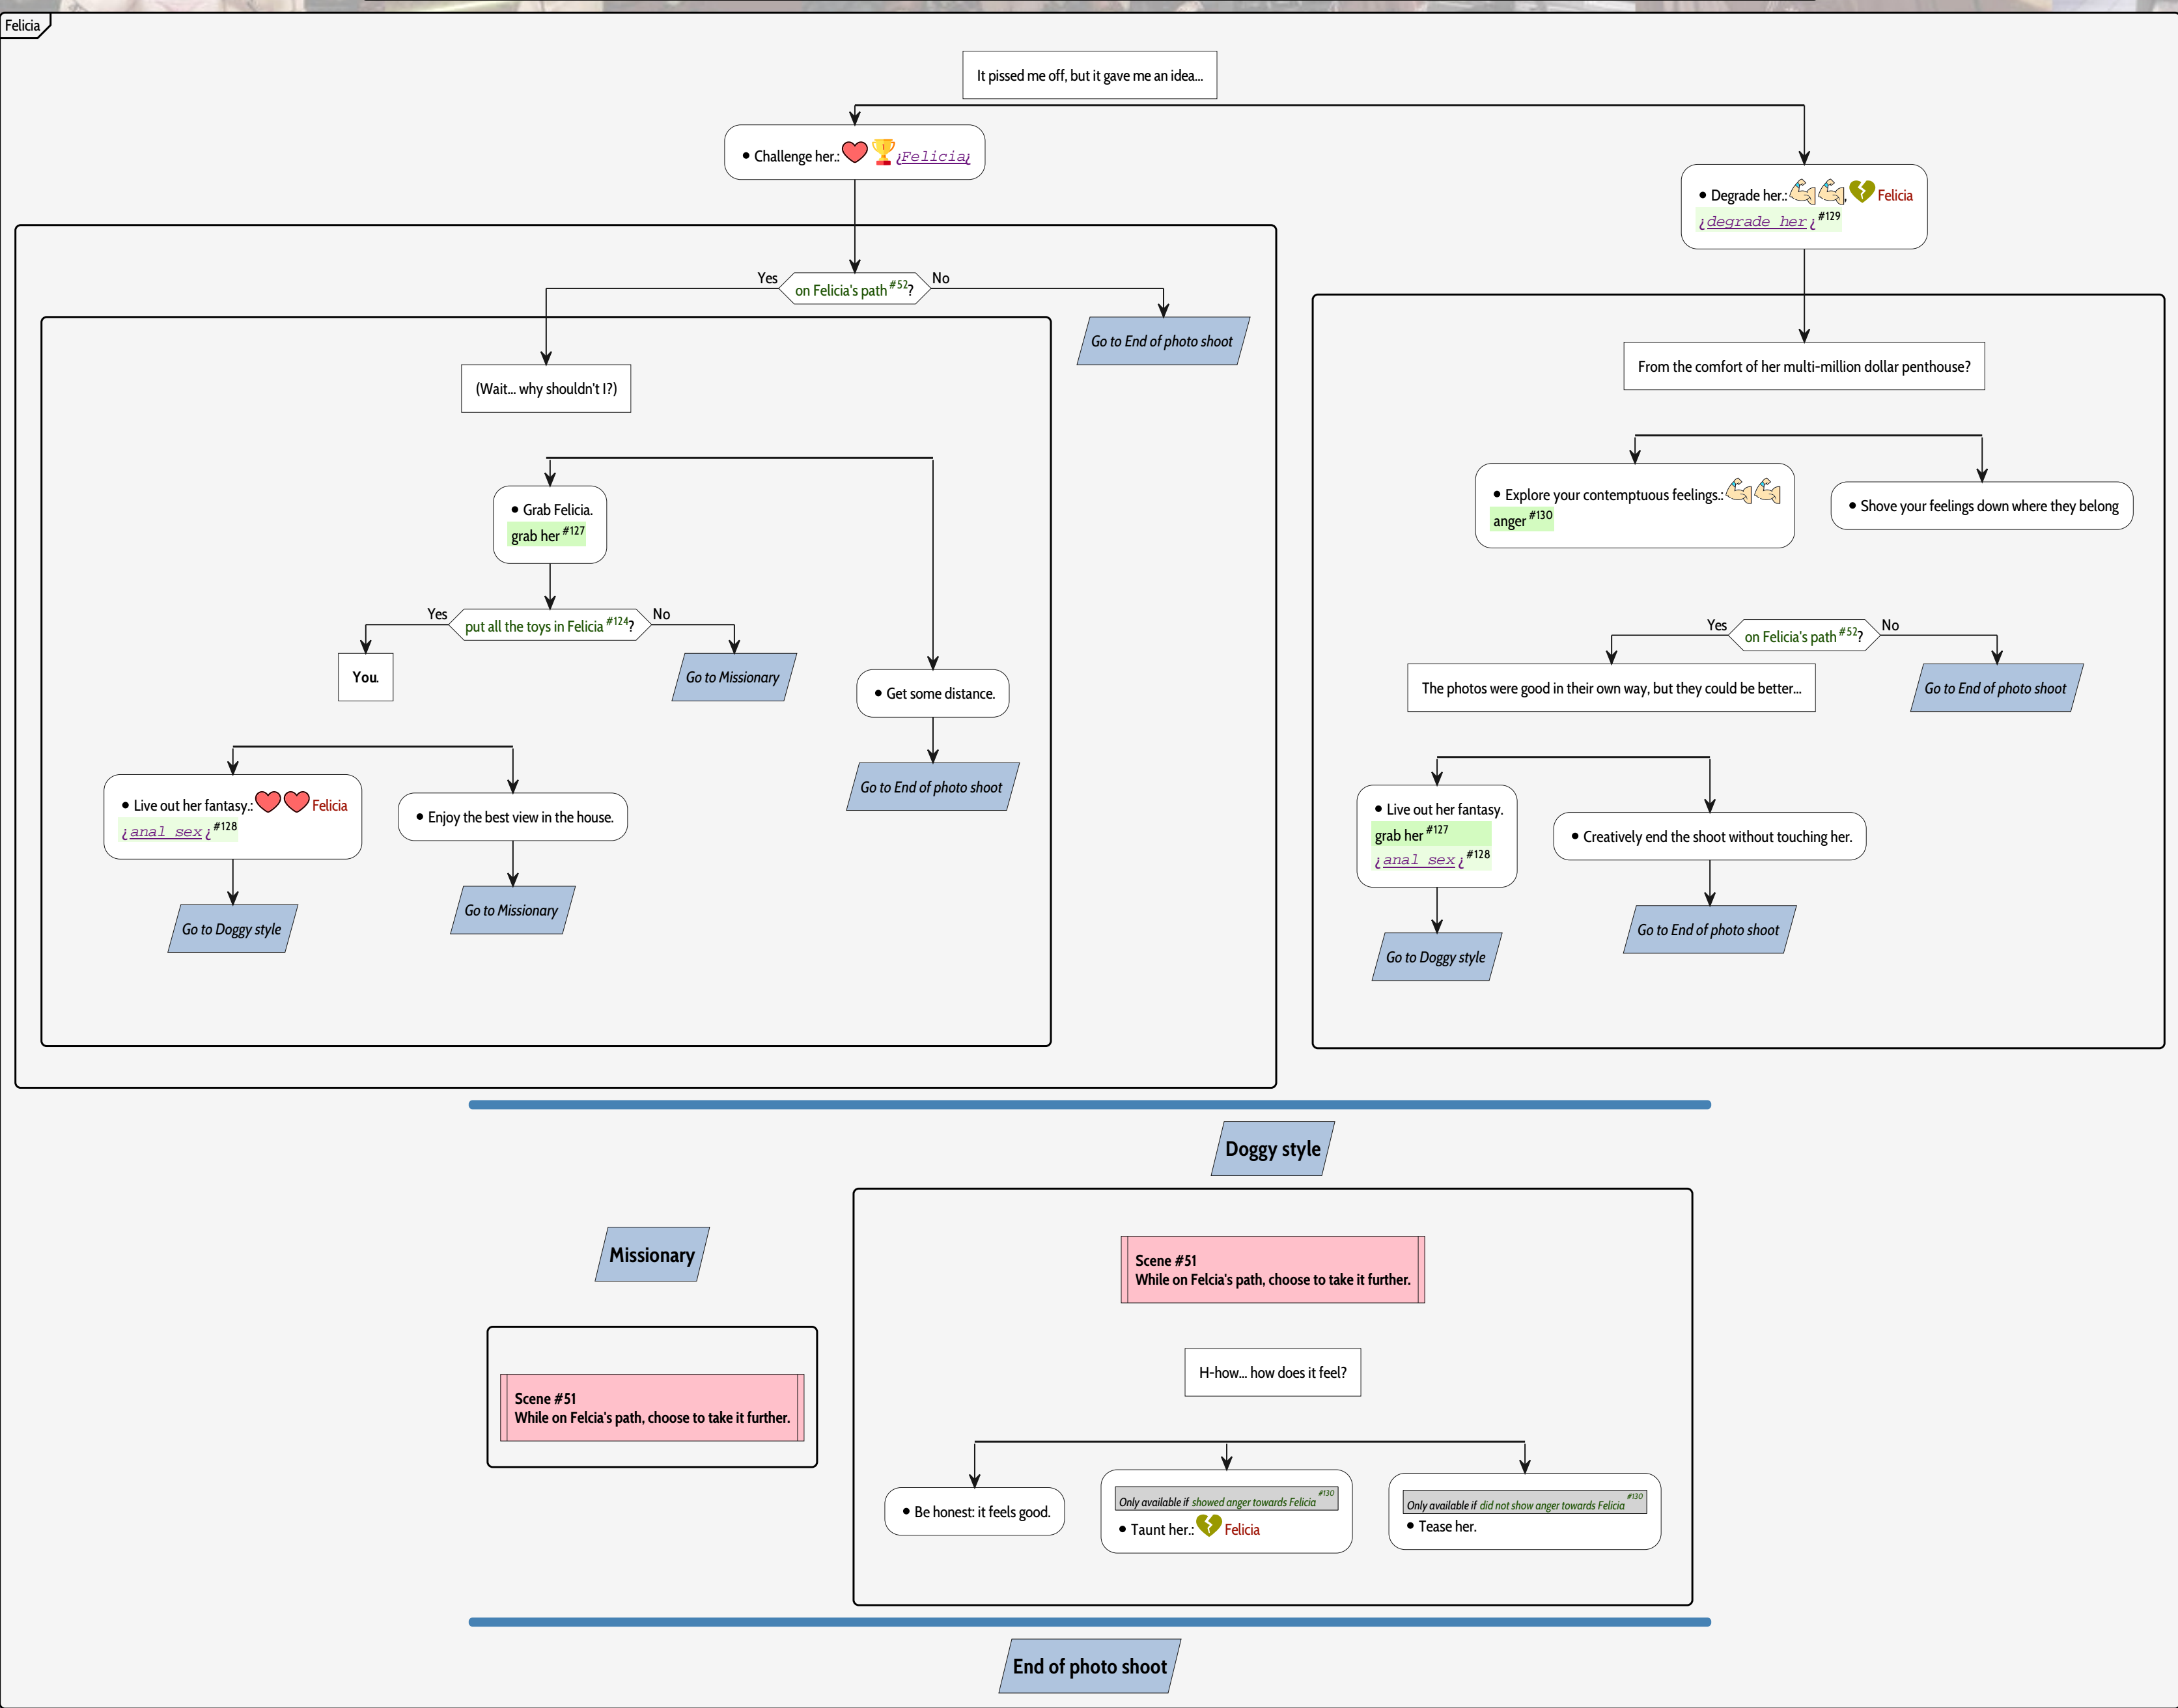 Felicia
It pissed me off, but it gave me an idea...
• Challenge her.: ¿Felicia¿
• Degrade her.: , Felicia
¿degrade her¿ #129
Yes
on Felicia's path #52?
No
Go to End of photo shoot
(Wait... why shouldn't I?)
• Grab Felicia.
grab her #127
Yes
put all the toys in Felicia #124?
No
You.
Go to Missionary
• Get some distance.
Go to End of photo shoot
• Live out her fantasy.: Felicia
¿anal sex¿ #128
• Enjoy the best view in the house.
Go to Doggy style
Go to Missionary
From the comfort of her multi-million dollar penthouse?
• Explore your contemptuous feelings.:
anger #130
• Shove your feelings down where they belong
Yes
on Felicia's path #52?
No
The photos were good in their own way, but they could be better...
Go to End of photo shoot
• Live out her fantasy.
grab her #127
¿anal sex¿ #128
• Creatively end the shoot without touching her.
Go to Doggy style
Go to End of photo shoot
Doggy style
Missionary
Scene #51
While on Felcia's path, choose to take it further.
Scene #51
While on Felcia's path, choose to take it further.
H-how... how does it feel?
• Be honest: it feels good.
Only available if showed anger towards Felicia #130
• Taunt her.: Felicia
Only available if did not show anger towards Felicia #130
• Tease her.
End of photo shoot